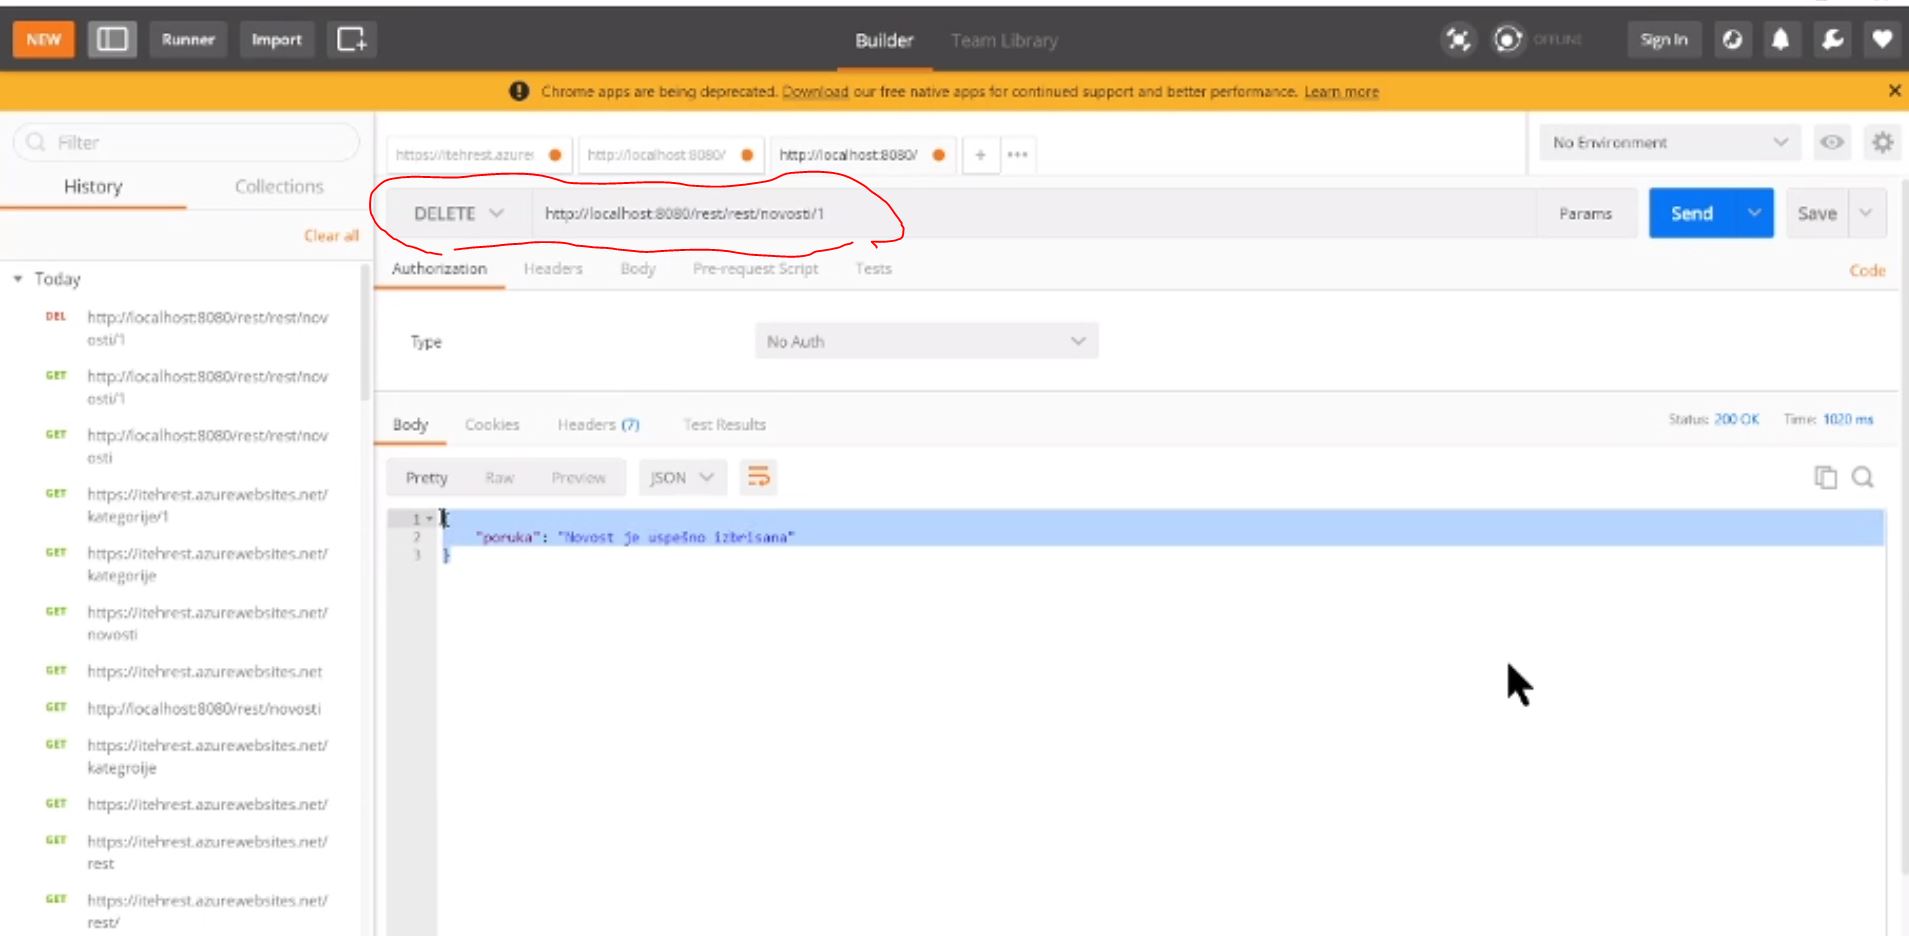 NEW Runner Import Builder Team Library OFFLINE Sign In
Chrome apps are being deprecated. Download our free native apps for continued support and better performance. Learn more
Filter
History Collections
Clear all
Today
DEL http://localhost:8080/rest/rest/nov
osti/1
GET http://localhost:8080/rest/rest/nov
osti/1
GET http://localhost:8080/rest/rest/nov
osti
GET https://itehrest.azurewebsites.net/
kategorije/1
GET https://itehrest.azurewebsites.net/
kategorije
GET https://itehrest.azurewebsites.net/
novosti
GET https://itehrest.azurewebsites.net
GET http://localhost:8080/rest/novosti
GET https://itehrest.azurewebsites.net/
kategroije
GET https://itehrest.azurewebsites.net/
GET https://itehrest.azurewebsites.net/
rest
GET https://itehrest.azurewebsites.net/
rest/
https://itehrest.azure http://localhost:8080/ http://localhost:8080/ + ••• No Environment
DELETE http://localhost:8080/rest/rest/novosti/1 Params Send Save
Authorization Headers Body Pre-request Script Tests Code
Type No Auth
Body Cookies Headers (7) Test Results Status: 200 OK Time: 1020 ms
Pretty Raw Preview JSON
1 {
2 "poruka": "Novost je uspešno izbrisana"
3 }